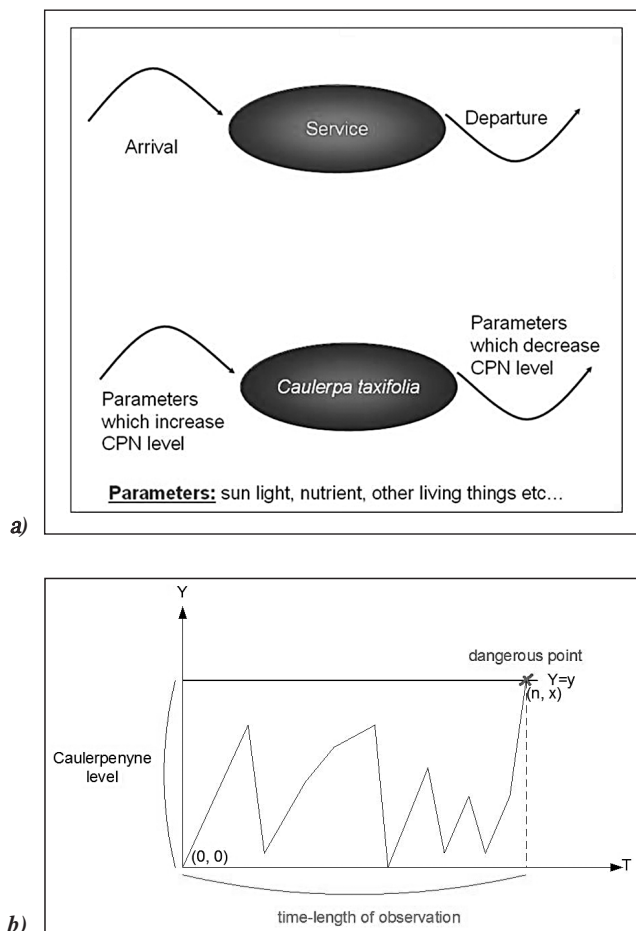 Service
Departure
Arrival
Parameters
which decrease
CPN level
Caulerpa taxifolia
Parameters
which increase
CPN level
Parameters: sun light, nutrient, other living things etc...
a)
Y
dangerous point
Y=y
(n, x)
Caulerpenyne
level
(0, 0)
T
time-length of observation
b)